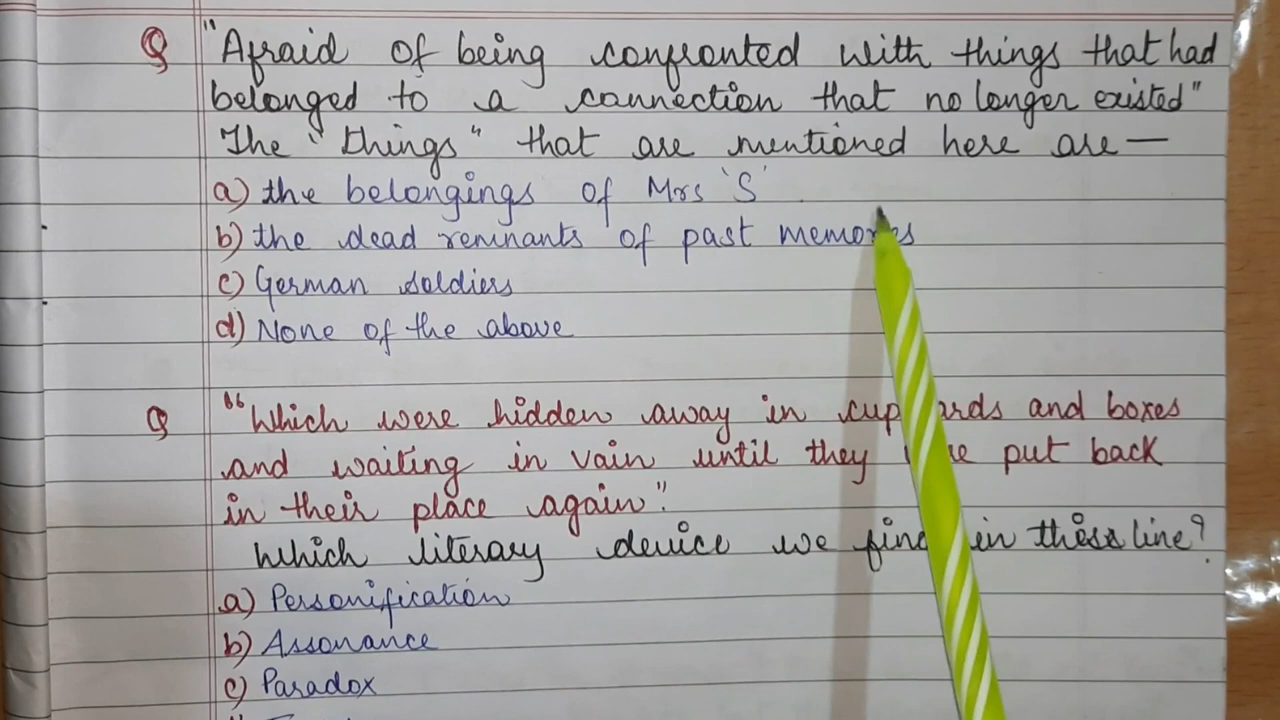 Q "Afraid of being confronted with things that had
belonged to a connection that no longer existed"
The "things" that are mentioned here are —
a) the belongings of Mrs 'S'
b) the dead remnants of past memories
c) German soldiers
d) None of the above
Q "Which were hidden away in cupboards and boxes
and waiting in vain until they are put back
in their place again."
Which literary device we find in this line?
a) Personification
b) Assonance
c) Paradox